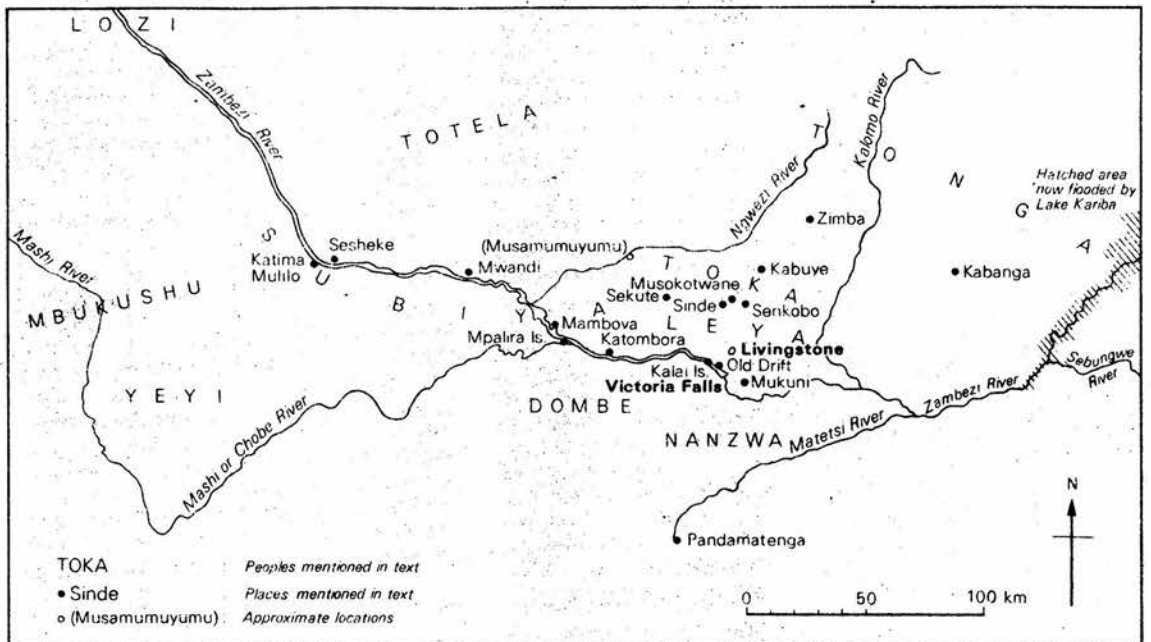 LOZI
Zambezi River
TOTELA
Kalomo River
TONGA
Hatched area
now flooded by
Lake Kariba
Ngwezi River
Zimba
Mashi River
SUBIYA
Sesheke
Katima
Mulilo
(Musamumuyumu)
Mwandi
TOKA
Kabuye
Kabanga
MBUKUSHU
Musokotwane
Sekute
Sinde
Senkobo
LEYA
Mambova
Mpalira Is.
Katombora
Livingstone
Old Drift
Kalai Is.
Victoria Falls
Mukuni
Sebungwe
River
Zambezi River
YEYI
DOMBE
Mashi or Chobe River
NANZWA
Matetsi River
N
Pandamatenga
TOKA Peoples mentioned in text
Sinde Places mentioned in text
(Musamumuyumu) Approximate locations
0 50 100 km